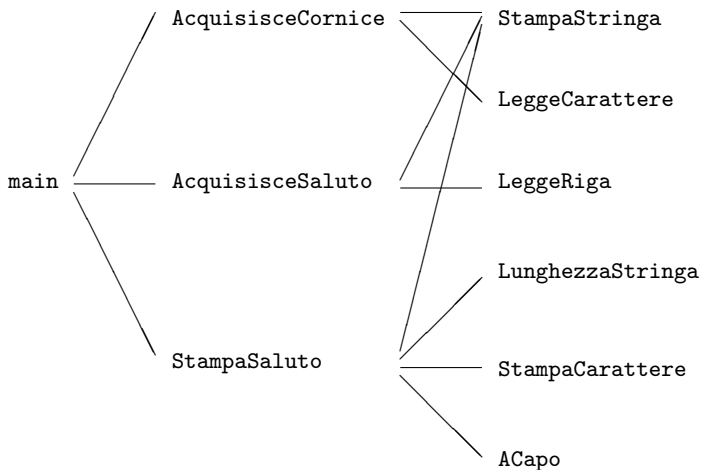 AcquisisceCornice StampaStringa
LeggeCarattere
main AcquisisceSaluto LeggeRiga
LunghezzaStringa
StampaSaluto StampaCarattere
ACapo